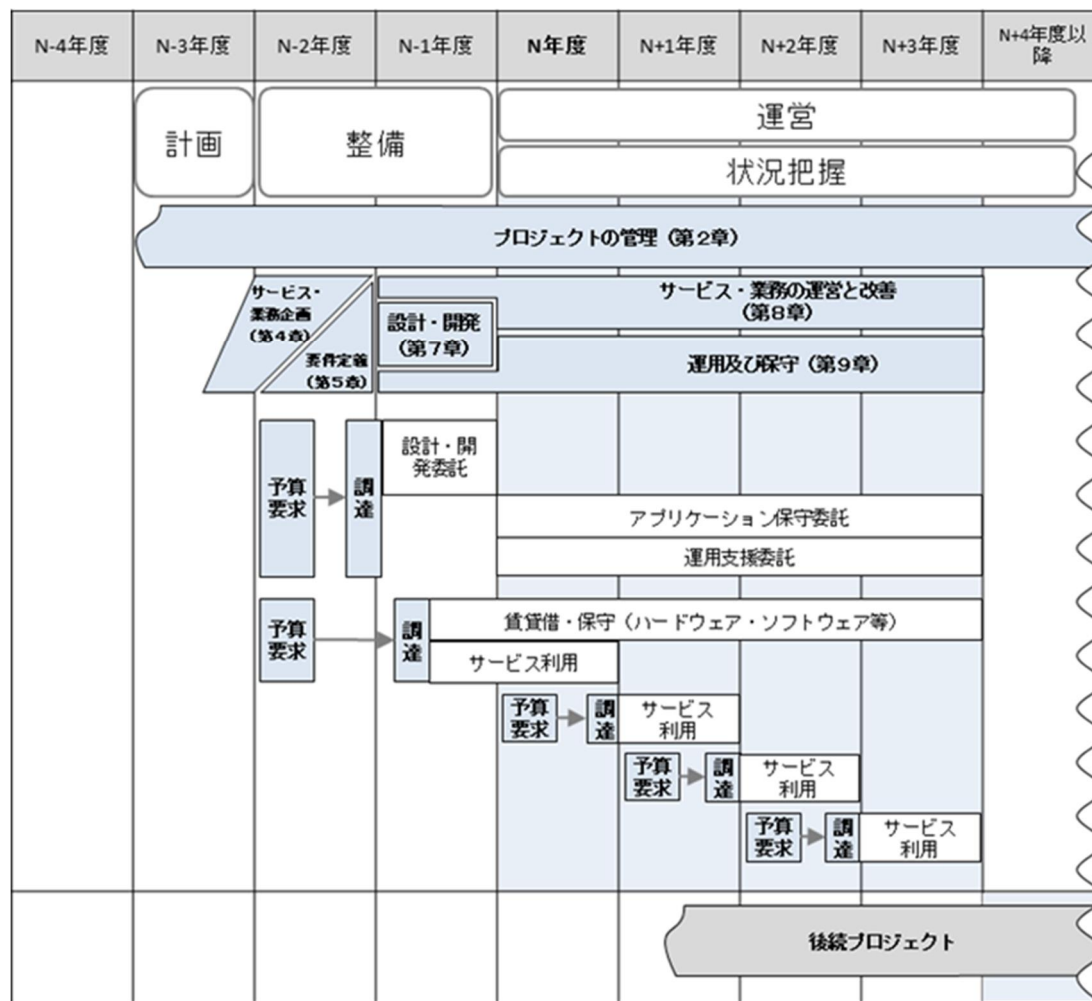 N-4年度
N-3年度
N-2年度
N-1年度
N年度
N+1年度
N+2年度
N+3年度
N+4年度以
降
計画
整備
運営
状況把握
プロジェクトの管理（第2章）
サービス・
業務企画
（第4章）
要件定義
（第5章）
設計・開発
（第7章）
サービス・業務の運営と改善
（第8章）
運用及び保守（第9章）
予算
要求
調
達
設計・開
発委託
アプリケーション保守委託
運用支援委託
予算
要求
調
達
賃貸借・保守（ハードウェア・ソフトウェア等）
サービス利用
予算
要求
調
達
サービス
利用
予算
要求
調
達
サービス
利用
予算
要求
調
達
サービス
利用
後続プロジェクト